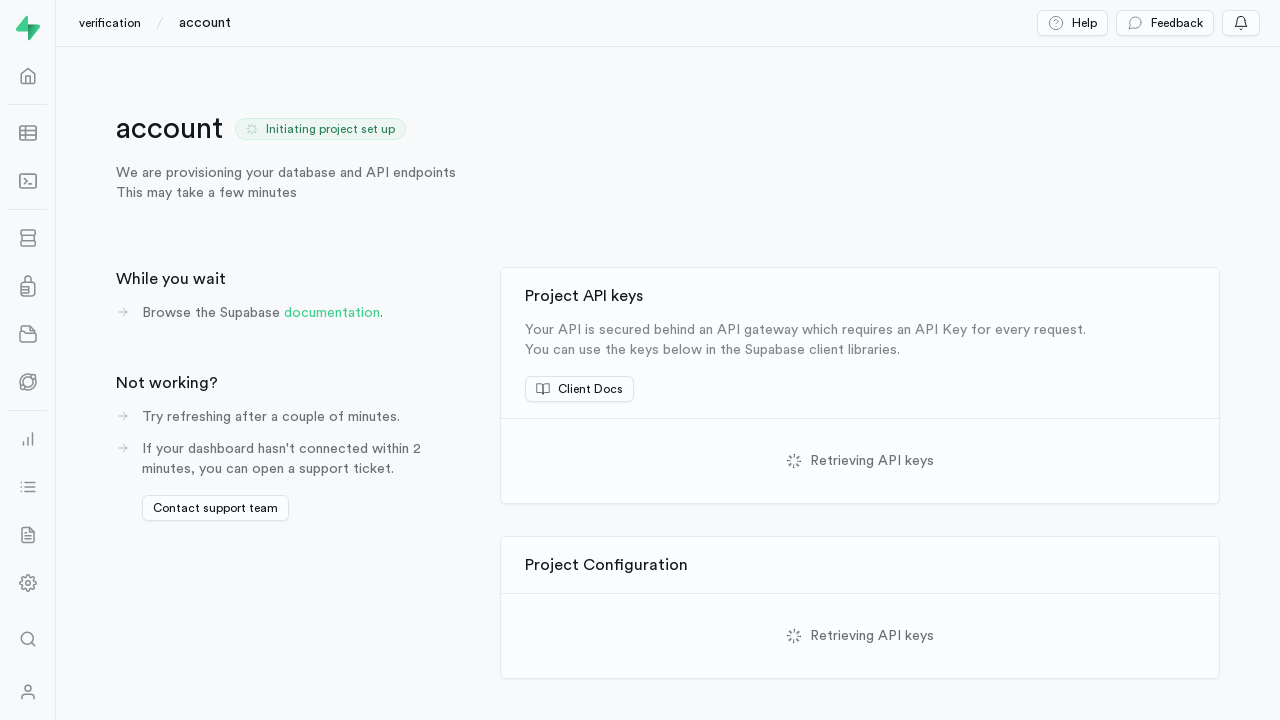 verification / account
Help
Feedback
account
Initiating project set up
We are provisioning your database and API endpoints
This may take a few minutes
While you wait
Browse the Supabase documentation.
Not working?
Try refreshing after a couple of minutes.
If your dashboard hasn't connected within 2
minutes, you can open a support ticket.
Contact support team
Project API keys
Your API is secured behind an API gateway which requires an API Key for every request.
You can use the keys below in the Supabase client libraries.
Client Docs
Retrieving API keys
Project Configuration
Retrieving API keys